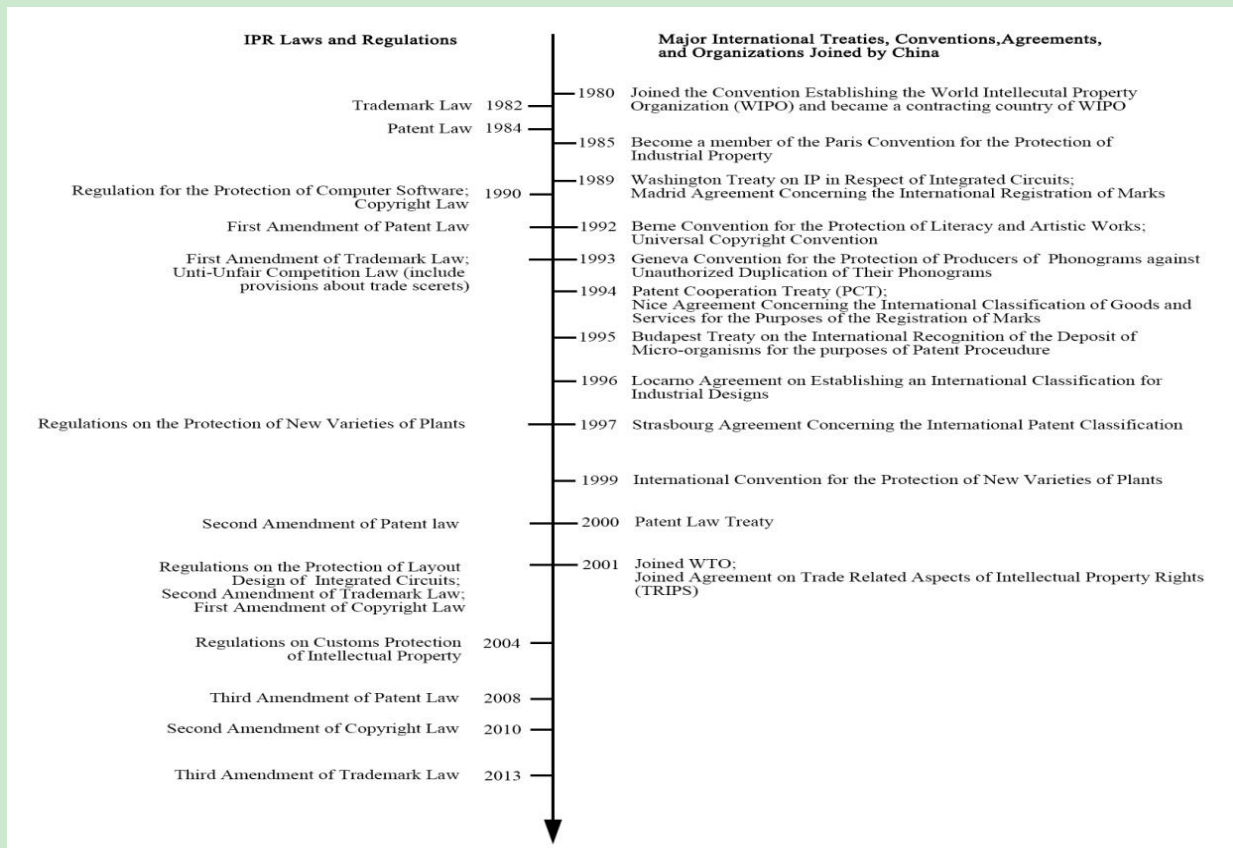 IPR Laws and Regulations
Major International Treaties, Conventions,Agreements,
and Organizations Joined by China
1980 Joined the Convention Establishing the World Intellecutal Property
Organization (WIPO) and became a contracting country of WIPO
Trademark Law 1982
Patent Law 1984
1985 Become a member of the Paris Convention for the Protection of
Industrial Property
1989 Washington Treaty on IP in Respect of Integrated Circuits;
Madrid Agreement Concerning the International Registration of Marks
Regulation for the Protection of Computer Software;
Copyright Law
1990
First Amendment of Patent Law
1992 Berne Convention for the Protection of Literacy and Artistic Works;
Universal Copyright Convention
First Amendment of Trademark Law;
Unti-Unfair Competition Law (include
provisions about trade scerets)
1993 Geneva Convention for the Protection of Producers of Phonograms against
Unauthorized Duplication of Their Phonograms
1994 Patent Cooperation Treaty (PCT);
Nice Agreement Concerning the International Classification of Goods and
Services for the Purposes of the Registration of Marks
1995 Budapest Treaty on the International Recognition of the Deposit of
Micro-organisms for the purposes of Patent Proceudure
1996 Locarno Agreement on Establishing an International Classification for
Industrial Designs
Regulations on the Protection of New Varieties of Plants
1997 Strasbourg Agreement Concerning the International Patent Classification
1999 International Convention for the Protection of New Varieties of Plants
Second Amendment of Patent law
2000 Patent Law Treaty
Regulations on the Protection of Layout
Design of Integrated Circuits;
Second Amendment of Trademark Law;
First Amendment of Copyright Law
2001 Joined WTO;
Joined Agreement on Trade Related Aspects of Intellectual Property Rights
(TRIPS)
Regulations on Customs Protection 2004
of Intellectual Property
Third Amendment of Patent Law 2008
Second Amendment of Copyright Law 2010
Third Amendment of Trademark Law 2013